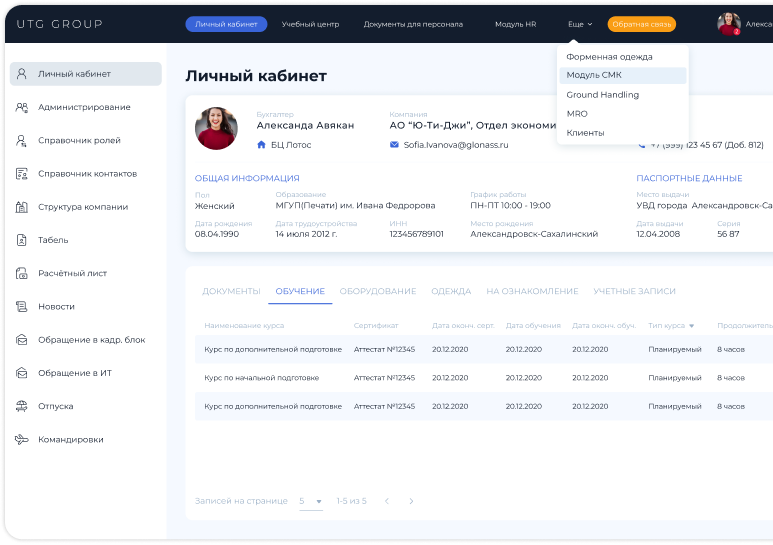 UTG GROUP
Личный кабинет
Учебный центр
Документы для персонала
Модуль HR
Еще
Обратная связь
2
Алекса
Форменная одежда
Модуль СМК
Ground Handling
MRO
Клиенты
Личный кабинет
Администрирование
Справочник ролей
Справочник контактов
Структура компании
Табель
Расчётный лист
Новости
Обращение в кадр. блок
Обращение в ИТ
Отпуска
Командировки
Личный кабинет
Бухгалтер
Александа Авякан
БЦ Лотос
Компания
АО “Ю-Ти-Джи”, Отдел экономи
Sofia.Ivanova@glonass.ru
+7 (999) 123 45 67 (Доб. 812)
ОБЩАЯ ИНФОРМАЦИЯ
Пол
Женский
Образование
МГУП(Печати) им. Ивана Федророва
График работы
ПН-ПТ 10:00 - 19:00
Дата рождения
08.04.1990
Дата трудоустройства
14 июля 2012 г.
ИНН
123456789101
Место рождения
Александровск-Сахалинский
ПАСПОРТНЫЕ ДАННЫЕ
Место выдачи
УВД города Александровск-Са
Дата выдачи
12.04.2008
Серия
56 87
ДОКУМЕНТЫ ОБУЧЕНИЕ ОБОРУДОВАНИЕ ОДЕЖДА НА ОЗНАКОМЛЕНИЕ УЧЕТНЫЕ ЗАПИСИ
Наименование курса Сертификат Дата оконч. серт. Дата обучения Дата оконч. обуч. Тип курса Продолжитель
Курс по дополнительной подготовке Аттестат №12345 20.12.2020 20.12.2020 20.12.2020 Планируемый 8 часов
Курс по начальной подготовке Аттестат №12345 20.12.2020 20.12.2020 20.12.2020 Планируемый 8 часов
Курс по дополнительной подготовке Аттестат №12345 20.12.2020 20.12.2020 20.12.2020 Планируемый 8 часов
Записей на странице 5 1-5 из 5